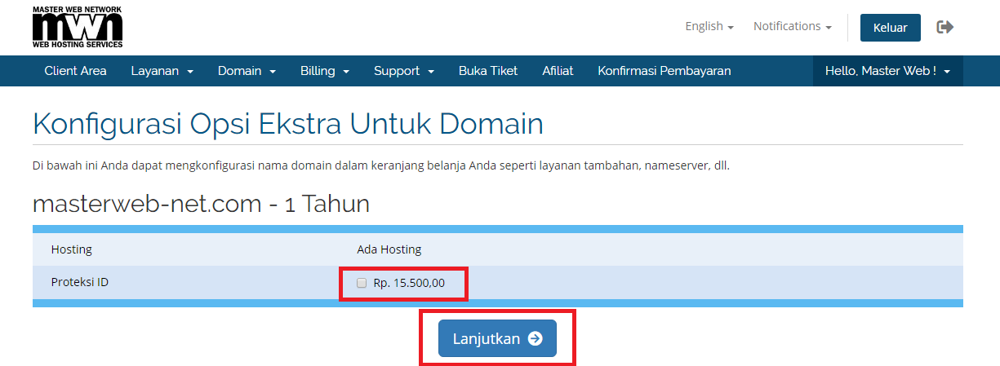 MASTER WEB NETWORK
mwn
WEB HOSTING SERVICES
English
Notifications
Keluar
Client Area
Layanan
Domain
Billing
Support
Buka Tiket
Afiliat
Konfirmasi Pembayaran
Hello, Master Web !
Konfigurasi Opsi Ekstra Untuk Domain
Di bawah ini Anda dapat mengkonfigurasi nama domain dalam keranjang belanja Anda seperti layanan tambahan, nameserver, dll.
masterweb-net.com - 1 Tahun
Hosting
Ada Hosting
Proteksi ID
Rp. 15.500,00
Lanjutkan